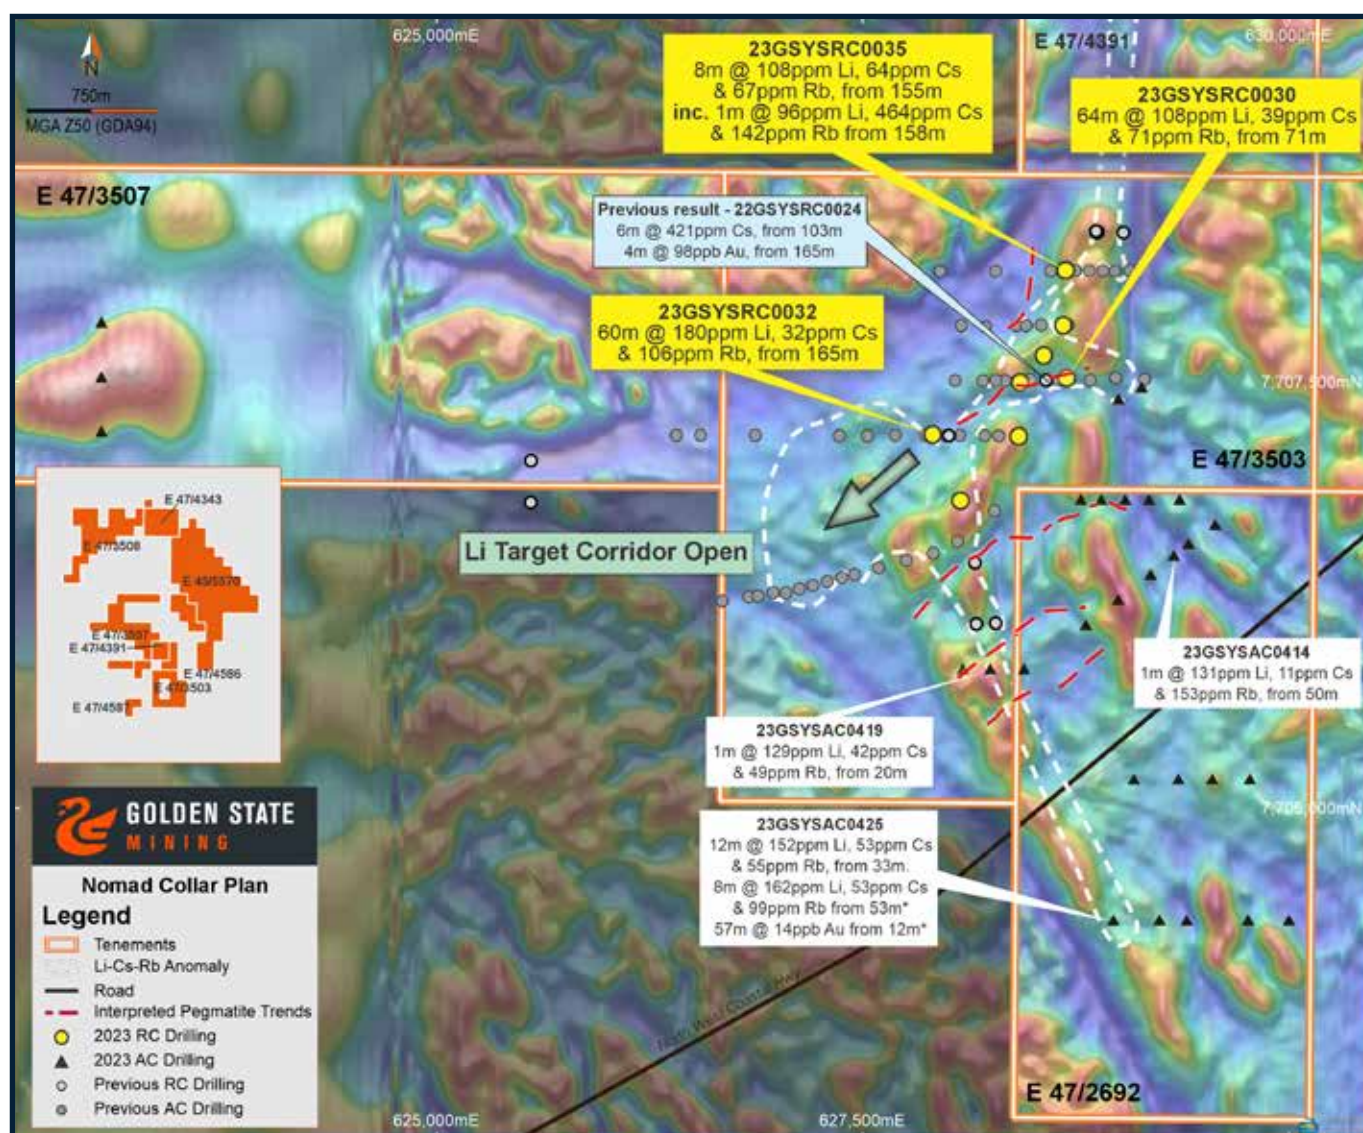 625,000mE
630,000mE
N
750m
MGA Z50 (GDA94)
E 47/4391
23GSYSRC0035
8m @ 108ppm Li, 64ppm Cs
& 67ppm Rb, from 155m
inc. 1m @ 96ppm Li, 464ppm Cs
& 142ppm Rb from 158m
23GSYSRC0030
64m @ 108ppm Li, 39ppm Cs
& 71ppm Rb, from 71m
E 47/3507
Previous result - 22GSYSRC0024
6m @ 421ppm Cs, from 103m
4m @ 98ppb Au, from 165m
23GSYSRC0032
60m @ 180ppm Li, 32ppm Cs
& 106ppm Rb, from 165m
7,707,500mN
E 47/3503
Li Target Corridor Open
E 47/4343
E 47/3508
E 45/5570
E 47/3507
E 47/4391
E 47/4586
E 47/3503
E 47/4587
23GSYSAC0414
1m @ 131ppm Li, 11ppm Cs
& 153ppm Rb, from 50m
23GSYSAC0419
1m @ 129ppm Li, 42ppm Cs
& 49ppm Rb, from 20m
7,705,000mN
23GSYSAC0425
12m @ 152ppm Li, 53ppm Cs
& 55ppm Rb, from 33m.
8m @ 162ppm Li, 53ppm Cs
& 99ppm Rb from 53m*
57m @ 14ppb Au from 12m*
GOLDEN STATE
MINING
Nomad Collar Plan
Legend
Tenements
Li-Cs-Rb Anomaly
Road
Interpreted Pegmatite Trends
2023 RC Drilling
2023 AC Drilling
Previous RC Drilling
Previous AC Drilling
North West Coastal Hwy
E 47/2692
625,000mE
627,500mE